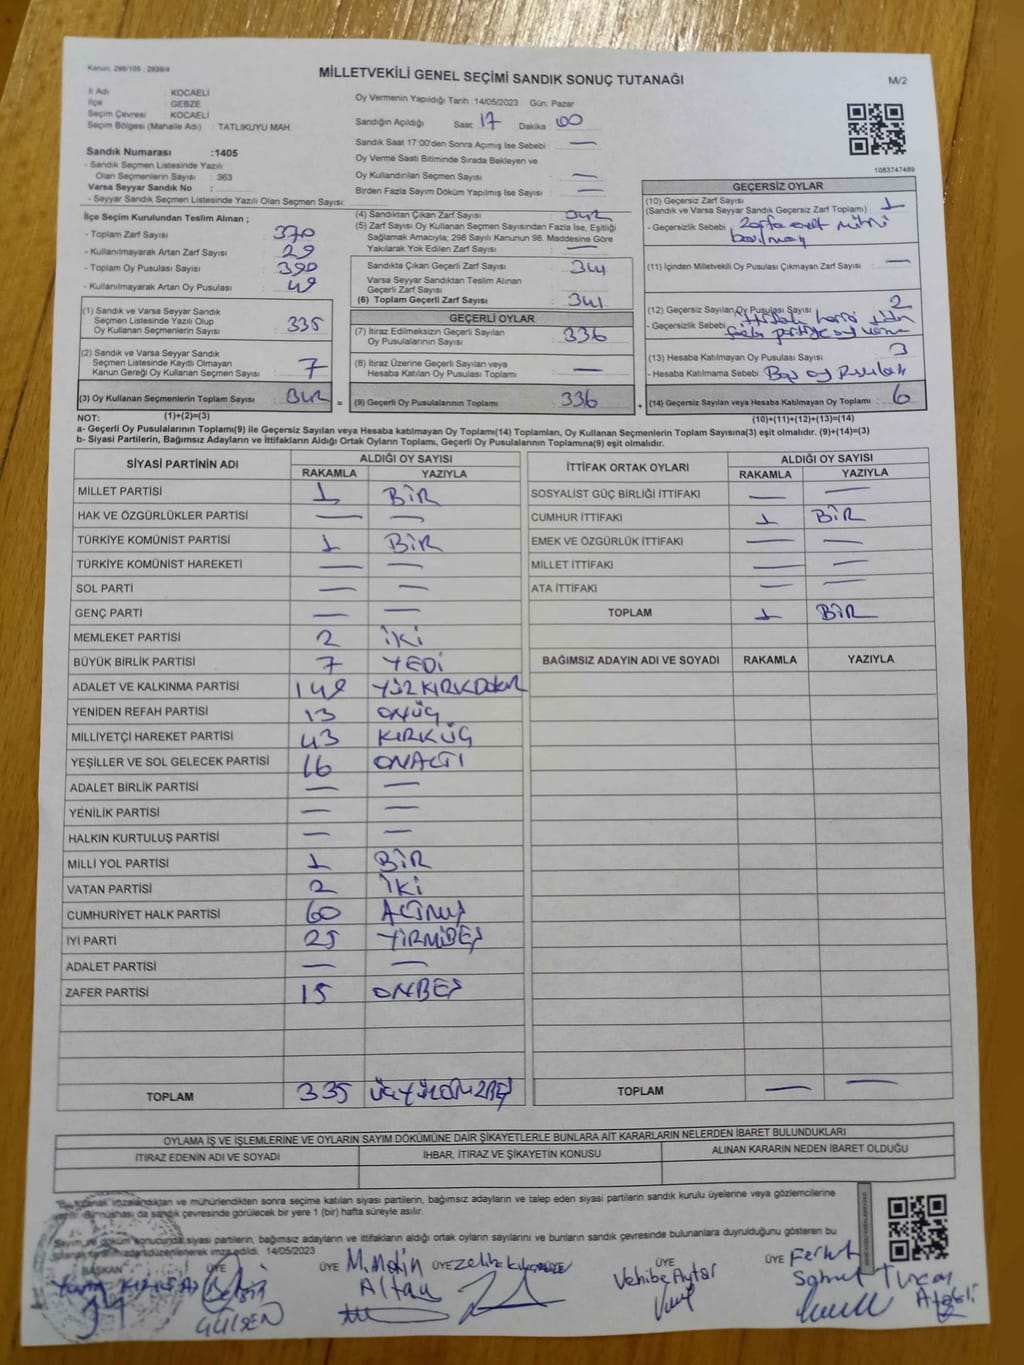 Kanun: 298/105 ; 2839/4
MİLLETVEKİLİ GENEL SEÇİMİ SANDIK SONUÇ TUTANAĞI
M/2
İl Adı KOCAELİ
İlçe GEBZE
Seçim Çevresi KOCAELİ
Seçim Bölgesi (Mahalle Adı) : TATLIKUYU MAH.
Sandık Numarası :1405
- Sandık Seçmen Listesinde Yazılı
Olan Seçmenlerin Sayısı : 363
Varsa Seyyar Sandık No :
- Seyyar Sandık Seçmen Listesinde Yazılı Olan Seçmen Sayısı:
Oy Vermenin Yapıldığı Tarih : 14/05/2023 Gün: Pazar
Sandığın Açıldığı Saat: 17 Dakika 00
Sandık Saat 17:00'den Sonra Açımış İse Sebebi : —
Oy Verme Saati Bitiminde Sırada Bekleyen ve
Oy Kullandırılan Seçmen Sayısı : —
Birden Fazla Sayım Döküm Yapılmış İse Sayısı : —
1083747489
İlçe Seçim Kurulundan Teslim Alınan ;
- Toplam Zarf Sayısı : 370
- Kullanılmayarak Artan Zarf Sayısı : 29
- Toplam Oy Pusulası Sayısı : 390
- Kullanılmayarak Artan Oy Pusulası : 49
(1) Sandık ve Varsa Seyyar Sandık
Seçmen Listesinde Yazılı Olup
Oy Kullanan Seçmenlerin Sayısı : 335
(2) Sandık ve Varsa Seyyar Sandık
Seçmen Listesinde Kayıtlı Olmayan
Kanun Gereği Oy Kullanan Seçmen Sayısı : 7
(3) Oy Kullanan Seçmenlerin Toplam Sayısı : 342 =
(1)+(2)=(3)
(4) Sandıktan Çıkan Zarf Sayısı : 342
(5) Zarf Sayısı Oy Kullanan Seçmen Sayısından Fazla İse, Eşitliği
Sağlamak Amacıyla; 298 Sayılı Kanunun 98. Maddesine Göre
Yakılarak Yok Edilen Zarf Sayısı : —
Sandıkta Çıkan Geçerli Zarf Sayısı : 341
Varsa Seyyar Sandıktan Teslim Alınan
Geçerli Zarf Sayısı :
(6) Toplam Geçerli Zarf Sayısı : 341
GEÇERLİ OYLAR
(7) İtiraz Edilmeksizin Geçerli Sayılan
Oy Pusulalarının Sayısı : 336
(8) İtiraz Üzerine Geçerli Sayılan veya
Hesaba Katılan Oy Pusulası Toplamı : —
(9) Geçerli Oy Pusulalarının Toplamı : 336 +
GEÇERSİZ OYLAR
(10) Geçersiz Zarf Sayısı : 1
(Sandık ve Varsa Seyyar Sandık Geçersiz Zarf Toplamı)
- Geçersizlik Sebebi :
(11) İçinden Milletvekili Oy Pusulası Çıkmayan Zarf Sayısı : —
(12) Geçersiz Sayılan Oy Pusulası Sayısı : 2
- Geçersizlik Sebebi :
(13) Hesaba Katılmayan Oy Pusulası Sayısı : 3
- Hesaba Katılmama Sebebi : Boş oy Pusulası
(14) Geçersiz Sayılan veya Hesaba Katılmayan Oy Toplamı : 6
(10)+(11)+(12)+(13)=(14)
NOT:
a- Geçerli Oy Pusulalarının Toplamı(9) ile Geçersiz Sayılan veya Hesaba katılmayan Oy Toplamı(14) Toplamları, Oy Kullanan Seçmenlerin Toplam Sayısına(3) eşit olmalıdır. (9)+(14)=(3)
b- Siyasi Partilerin, Bağımsız Adayların ve İttifakların Aldığı Ortak Oyların Toplamı, Geçerli Oy Pusulalarının Toplamına(9) eşit olmalıdır.
SİYASİ PARTİNİN ADI ALDIĞI OY SAYISI
RAKAMLA YAZIYLA
MİLLET PARTİSİ 1 BİR
HAK VE ÖZGÜRLÜKLER PARTİSİ — —
TÜRKİYE KOMÜNİST PARTİSİ 1 BİR
TÜRKİYE KOMÜNİST HAREKETİ — —
SOL PARTİ — —
GENÇ PARTİ — —
MEMLEKET PARTİSİ 2 İKİ
BÜYÜK BİRLİK PARTİSİ 7 YEDİ
ADALET VE KALKINMA PARTİSİ 149 YÜZKIRKDOKUZ
YENİDEN REFAH PARTİSİ 13 ONÜÇ
MİLLİYETÇİ HAREKET PARTİSİ 43 KIRKÜÇ
YEŞİLLER VE SOL GELECEK PARTİSİ 16 ONALTI
ADALET BİRLİK PARTİSİ — —
YENİLİK PARTİSİ — —
HALKIN KURTULUŞ PARTİSİ — —
MİLLİ YOL PARTİSİ 1 BİR
VATAN PARTİSİ 2 İKİ
CUMHURİYET HALK PARTİSİ 60 ALTMIŞ
İYİ PARTİ 25 YİRMİBEŞ
ADALET PARTİSİ — —
ZAFER PARTİSİ 15 ONBEŞ
TOPLAM 335 ÜÇYÜZOTUZBEŞ
İTTİFAK ORTAK OYLARI ALDIĞI OY SAYISI
RAKAMLA YAZIYLA
SOSYALİST GÜÇ BİRLİĞİ İTTİFAKI — —
CUMHUR İTTİFAKI 1 BİR
EMEK VE ÖZGÜRLÜK İTTİFAKI — —
MİLLET İTTİFAKI — —
ATA İTTİFAKI — —
TOPLAM 1 BİR
BAĞIMSIZ ADAYIN ADI VE SOYADI RAKAMLA YAZIYLA
TOPLAM — —
OYLAMA İŞ VE İŞLEMLERİNE VE OYLARIN SAYIM DÖKÜMÜNE DAİR ŞİKAYETLERLE BUNLARA AİT KARARLARIN NELERDEN İBARET BULUNDUKLARI
İTİRAZ EDENİN ADI VE SOYADI İHBAR, İTİRAZ VE ŞİKAYETİN KONUSU ALINAN KARARIN NEDEN İBARET OLDUĞU
"Bu tutanak imzalandıktan ve mühürlendikten sonra seçime katılan siyasi partilerin, bağımsız adayların ve talep eden siyasi partilerin sandık kurulu üyelerine veya gözlemcilerine
verilir. Bir nüshası da sandık çevresinde görülecek bir yere 1 (bir) hafta süreyle asılır.
Sayım ve döküm sonucunda siyasi partilerin, bağımsız adayların ve ittifakların aldığı ortak oyların sayılarını ve bunların sandık çevresinde bulunanlara duyrulduğunu gösteren bu
tutanak tarafımızdan düzenlenerek imza edildi. 14/05/2023
BAŞKAN ÜYE ÜYE ÜYE ÜYE ÜYE
M. Metin Altau
GÜLSEN
Vehibe Aytar
Ferhat